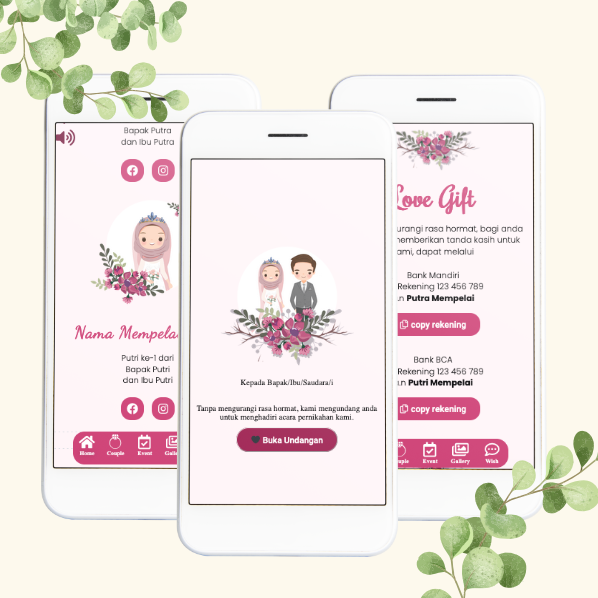 Bapak Putra
dan Ibu Putra
Nama Mempela
Putri ke-1 dari
Bapak Putri
dan Ibu Putri
Home
Couple
Event
Kepada Bapak/Ibu/Saudara/i
Tanpa mengurangi rasa hormat, kami mengundang anda
untuk menghadiri acara pernikahan kami.
Buka Undangan
Love Gift
urangi rasa hormat, bagi anda
memberikan tanda kasih untuk
ami, dapat melalui
Bank Mandiri
Rekening 123 456 789
Putra Mempelai
copy rekening
Bank BCA
Rekening 123 456 789
Putri Mempelai
copy rekening
Event
Gallery
Wish